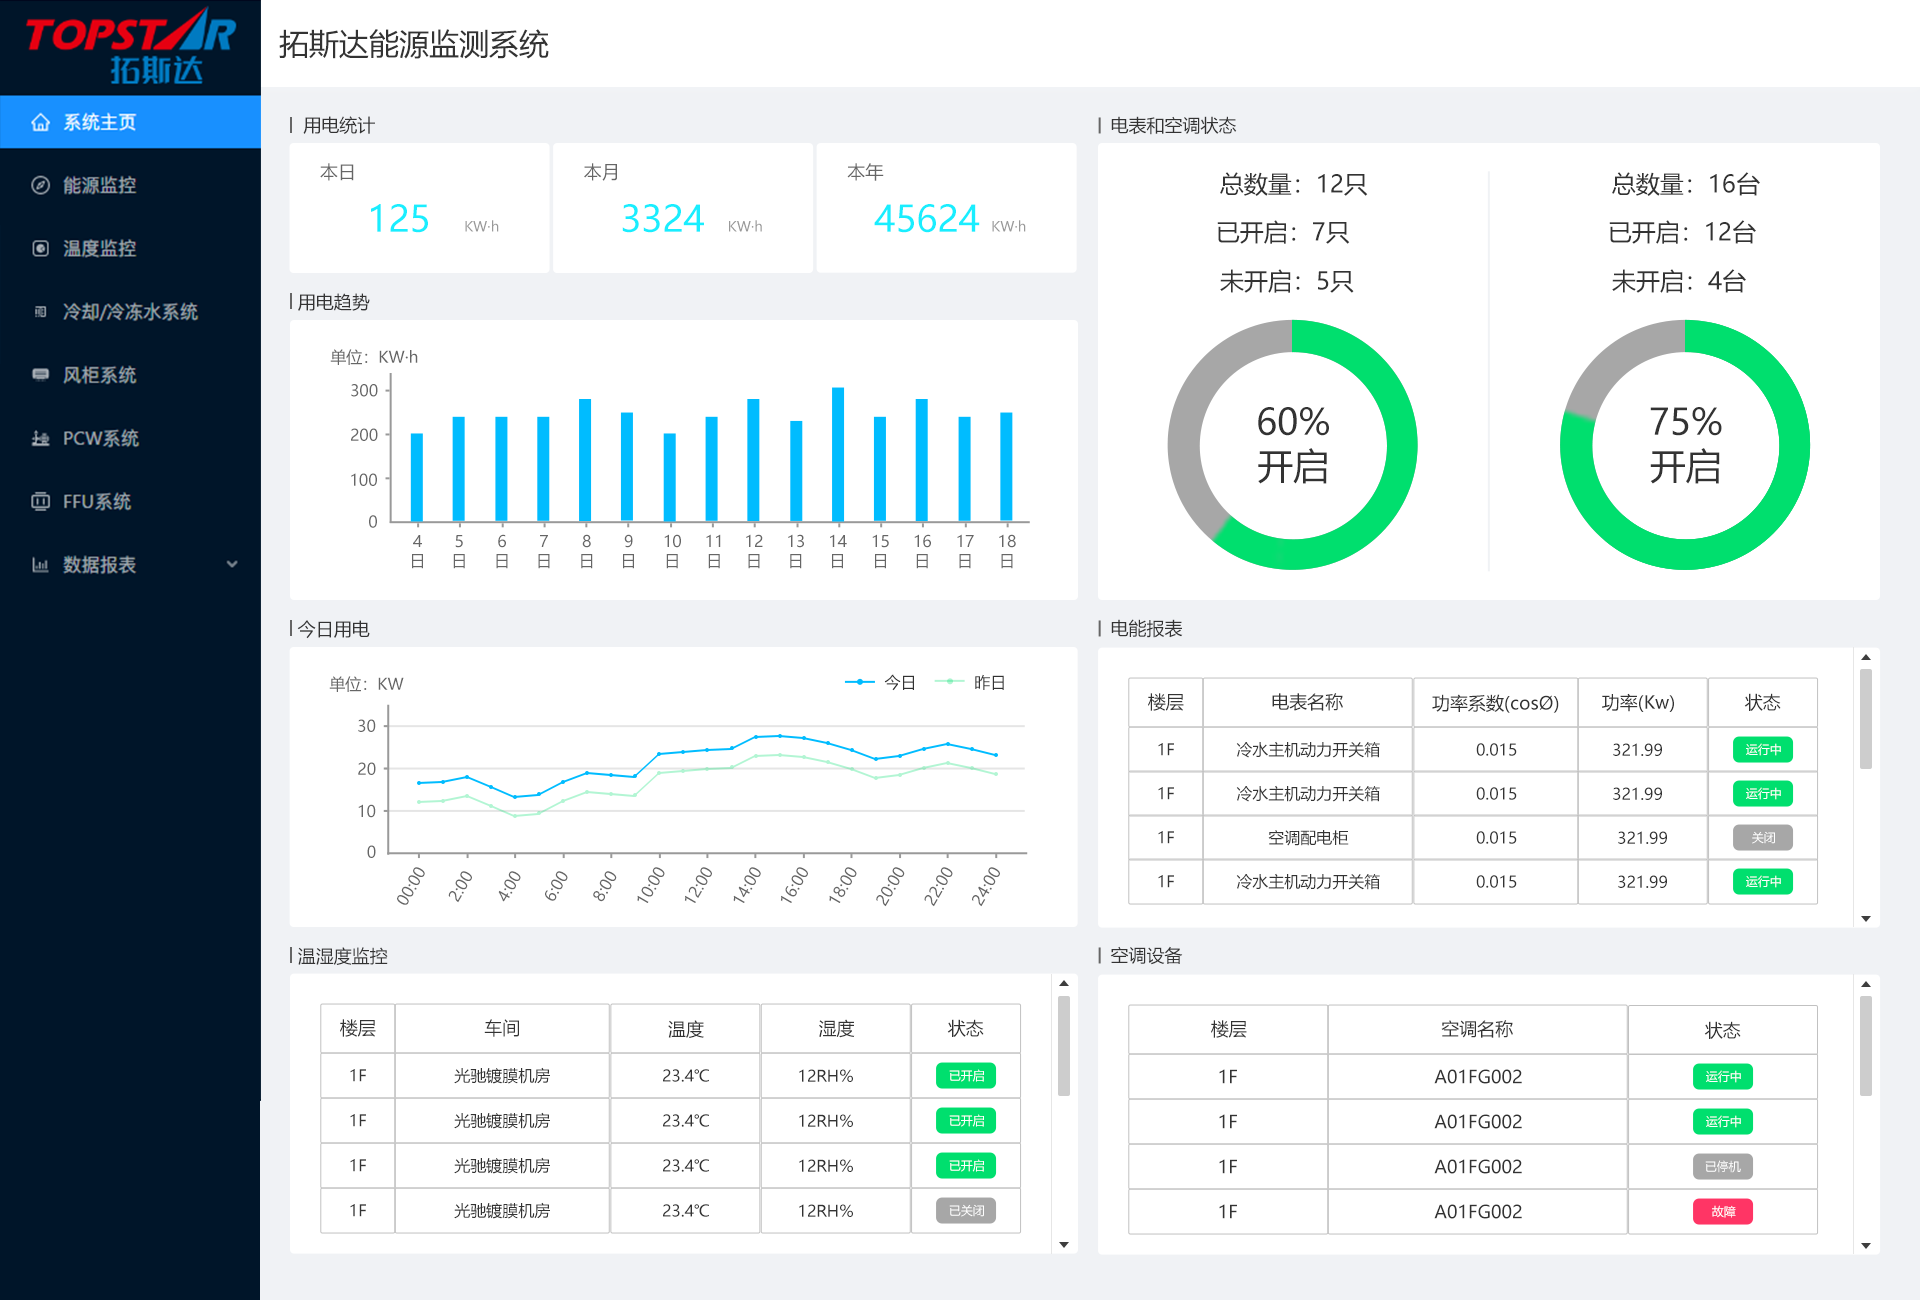 TOPSTAR
拓斯达
系统主页
能源监控
温度监控
冷却/冷冻水系统
风柜系统
PCW系统
FFU系统
数据报表
拓斯达能源监测系统
用电统计
本日
125 KW·h
本月
3324 KW·h
本年
45624 KW·h
用电趋势
单位：KW·h
300
200
100
0
4日 5日 6日 7日 8日 9日 10日 11日 12日 13日 14日 15日 16日 17日 18日
电表和空调状态
总数量：12只
已开启：7只
未开启：5只
60%
开启
总数量：16台
已开启：12台
未开启：4台
75%
开启
今日用电
单位：KW
今日 昨日
30
20
10
0
00:00 2:00 4:00 6:00 8:00 10:00 12:00 14:00 16:00 18:00 20:00 22:00 24:00
电能报表
楼层 电表名称 功率系数(cosØ) 功率(Kw) 状态
1F 冷水主机动力开关箱 0.015 321.99 运行中
1F 冷水主机动力开关箱 0.015 321.99 运行中
1F 空调配电柜 0.015 321.99 关闭
1F 冷水主机动力开关箱 0.015 321.99 运行中
温湿度监控
楼层 车间 温度 湿度 状态
1F 光驰镀膜机房 23.4℃ 12RH% 已开启
1F 光驰镀膜机房 23.4℃ 12RH% 已开启
1F 光驰镀膜机房 23.4℃ 12RH% 已开启
1F 光驰镀膜机房 23.4℃ 12RH% 已关闭
空调设备
楼层 空调名称 状态
1F A01FG002 运行中
1F A01FG002 运行中
1F A01FG002 已停机
1F A01FG002 故障